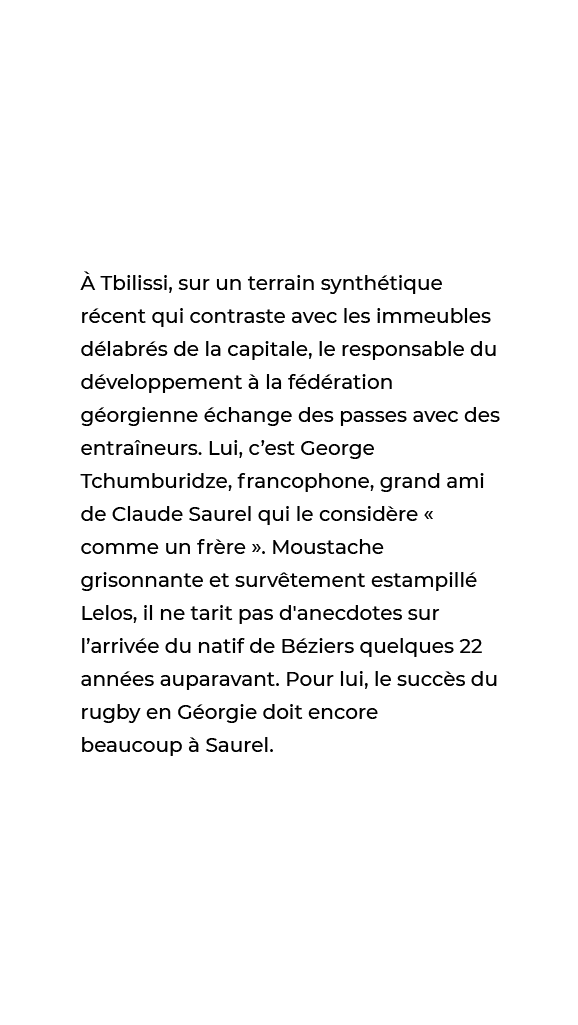 À Tbilissi, sur un terrain synthétique
récent qui contraste avec les immeubles
délabrés de la capitale, le responsable du
développement à la fédération
géorgienne échange des passes avec des
entraîneurs. Lui, c’est George
Tchumburidze, francophone, grand ami
de Claude Saurel qui le considère «
comme un frère ». Moustache
grisonnante et survêtement estampillé
Lelos, il ne tarit pas d'anecdotes sur
l’arrivée du natif de Béziers quelques 22
années auparavant. Pour lui, le succès du
rugby en Géorgie doit encore
beaucoup à Saurel.